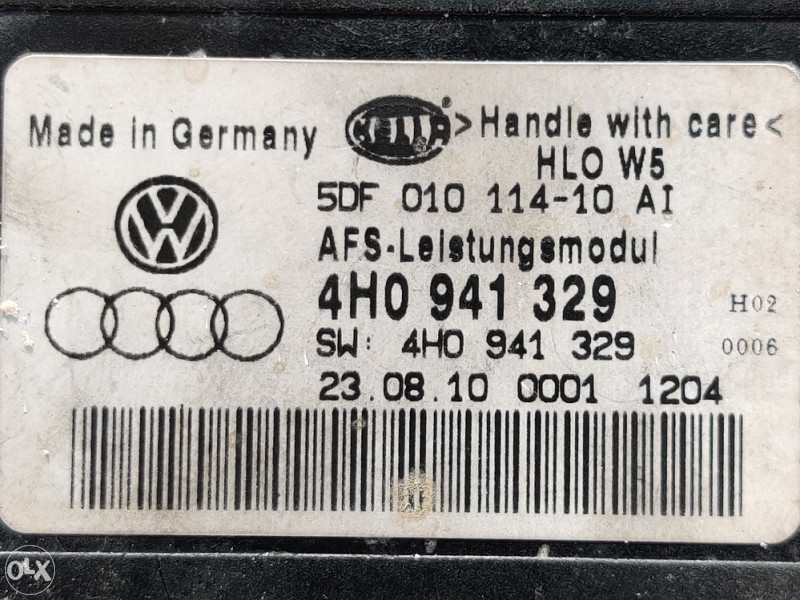 Made in Germany HELLA ® >Handle with care<
HLO W5
5DF 010 114-10 AI
AFS-Leistungsmodul
4H0 941 329 H02
SW: 4H0 941 329 0006
23.08.10 0001 1204
OLX